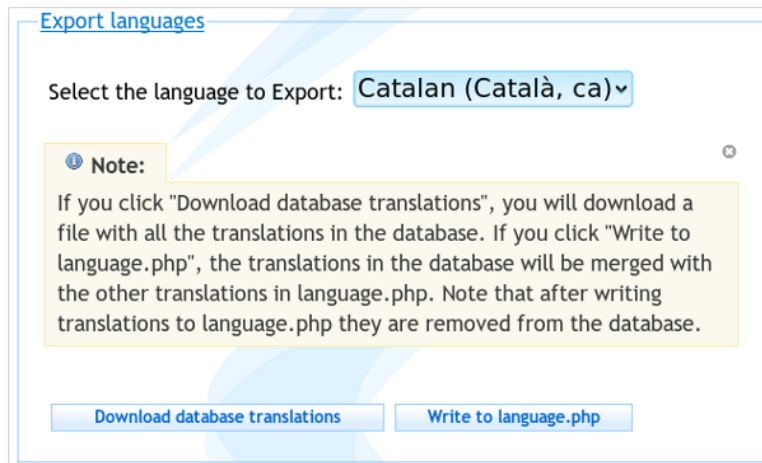 Export languages
Select the language to Export: Catalan (Català, ca)
Note:
If you click "Download database translations", you will download a
file with all the translations in the database. If you click "Write to
language.php", the translations in the database will be merged with
the other translations in language.php. Note that after writing
translations to language.php they are removed from the database.
Download database translations Write to language.php